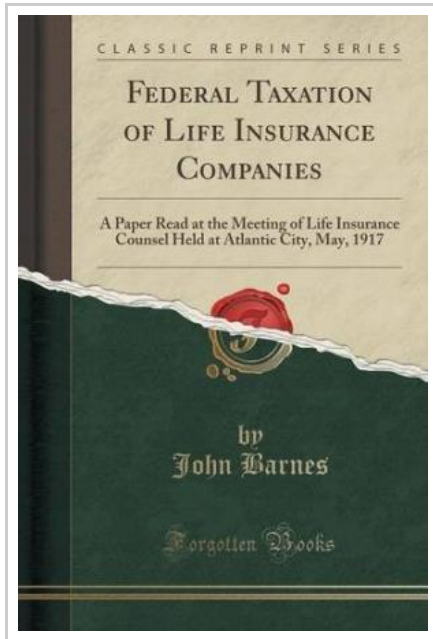 CLASSIC REPRINT SERIES
FEDERAL TAXATION
OF LIFE INSURANCE
COMPANIES
A Paper Read at the Meeting of Life Insurance
Counsel Held at Atlantic City, May, 1917
F
by
John Barnes
Forgotten Books